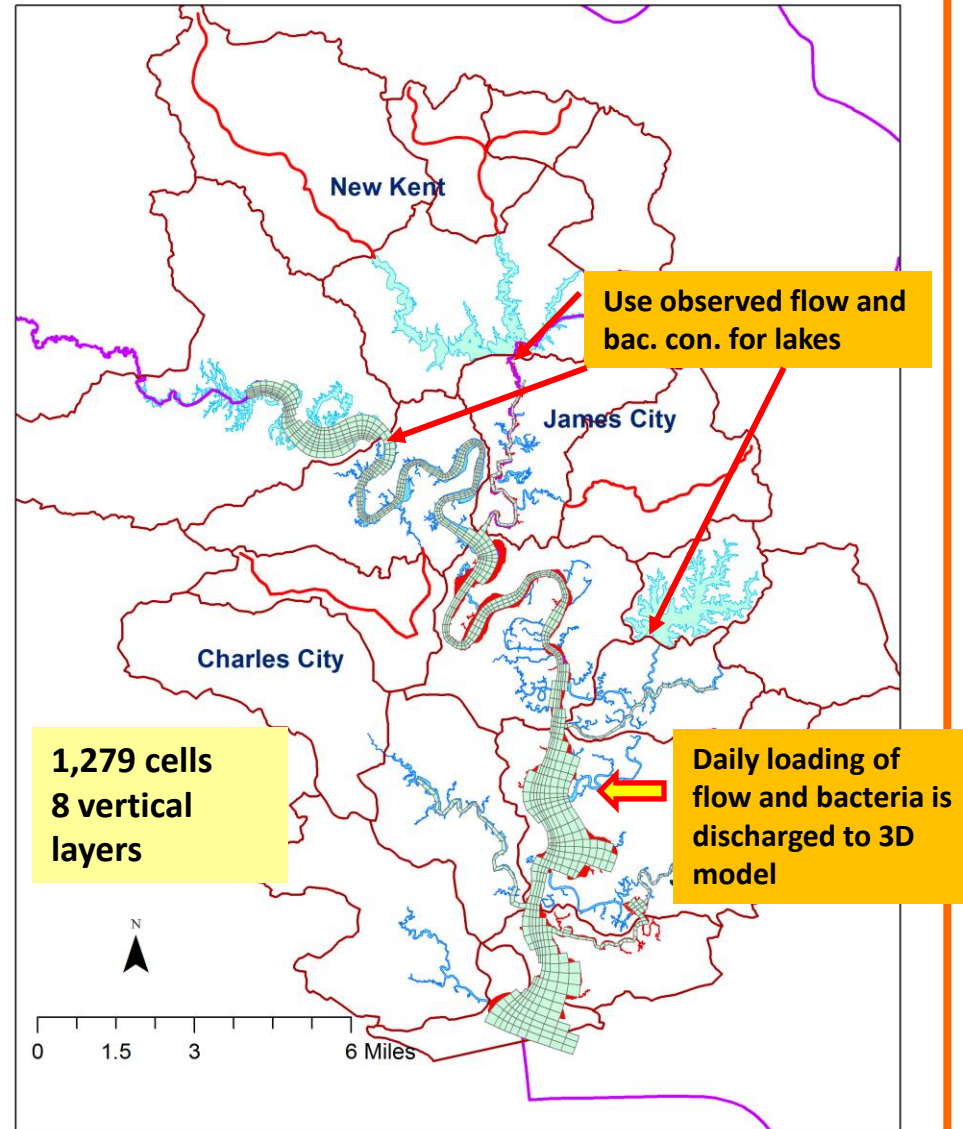 New Kent
Use observed flow and
bac. con. for lakes
James City
Charles City
1,279 cells
8 vertical
layers
Daily loading of
flow and bacteria is
discharged to 3D
model
N
0 1.5 3 6 Miles